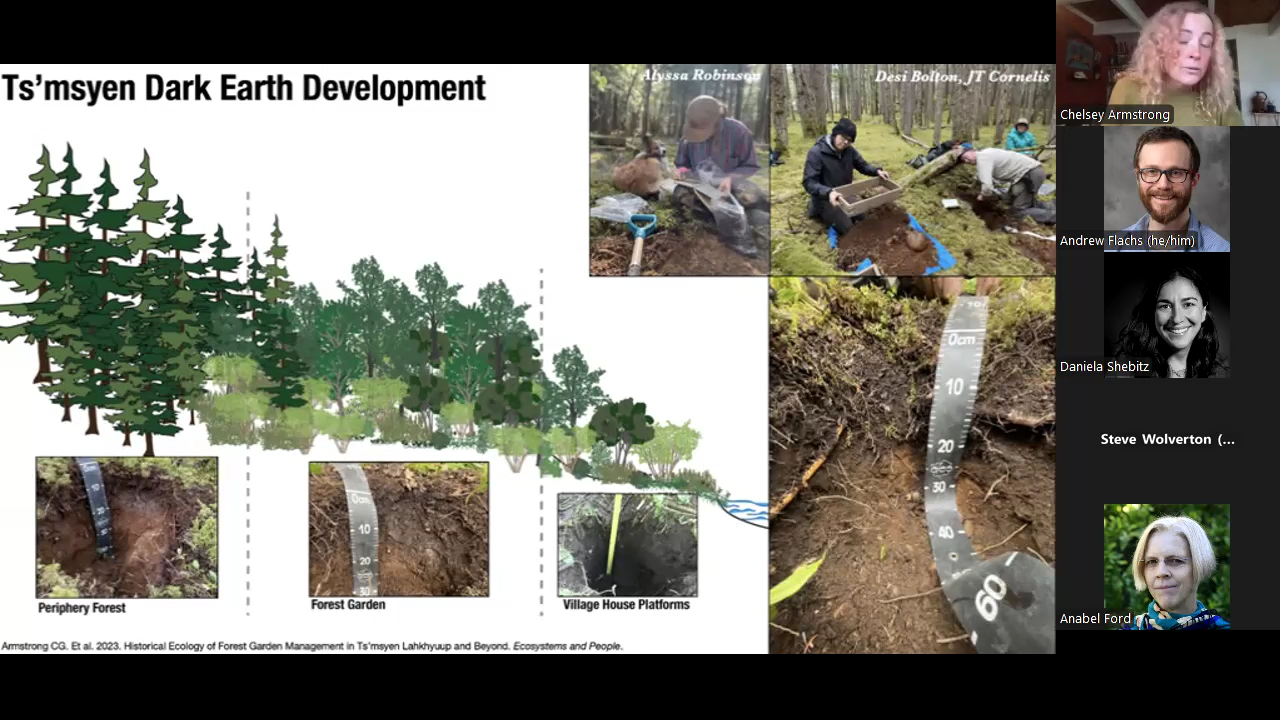 Ts'msyen Dark Earth Development
Alyssa Robinson
Desi Bolton, JT Cornelis
0cm
10
20
30
40
60
10
20
0cm
10
20
30
Periphery Forest
Forest Garden
Village House Platforms
Armstrong CG. Et al. 2023. Historical Ecology of Forest Garden Management in Ts'msyen Lahkhyuup and Beyond. Ecosystems and People.
Chelsey Armstrong
Andrew Flachs (he/him)
Daniela Shebitz
Steve Wolverton (...
Anabel Ford